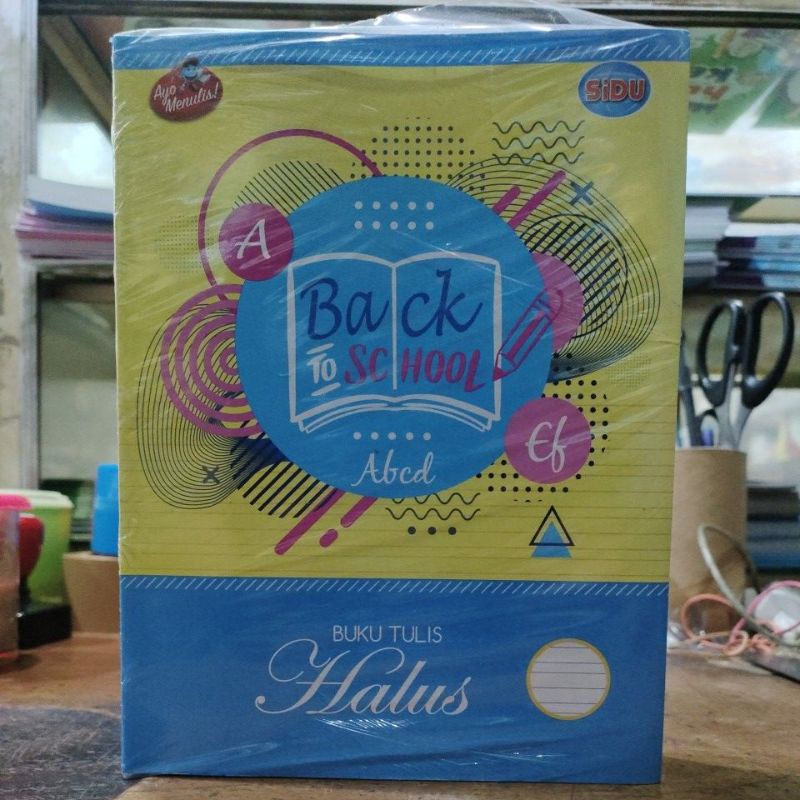 Ayo
Menulis!
SiDU
A
Back
TO SCHOOL
Ef
Abcd
BUKU TULIS
Halus